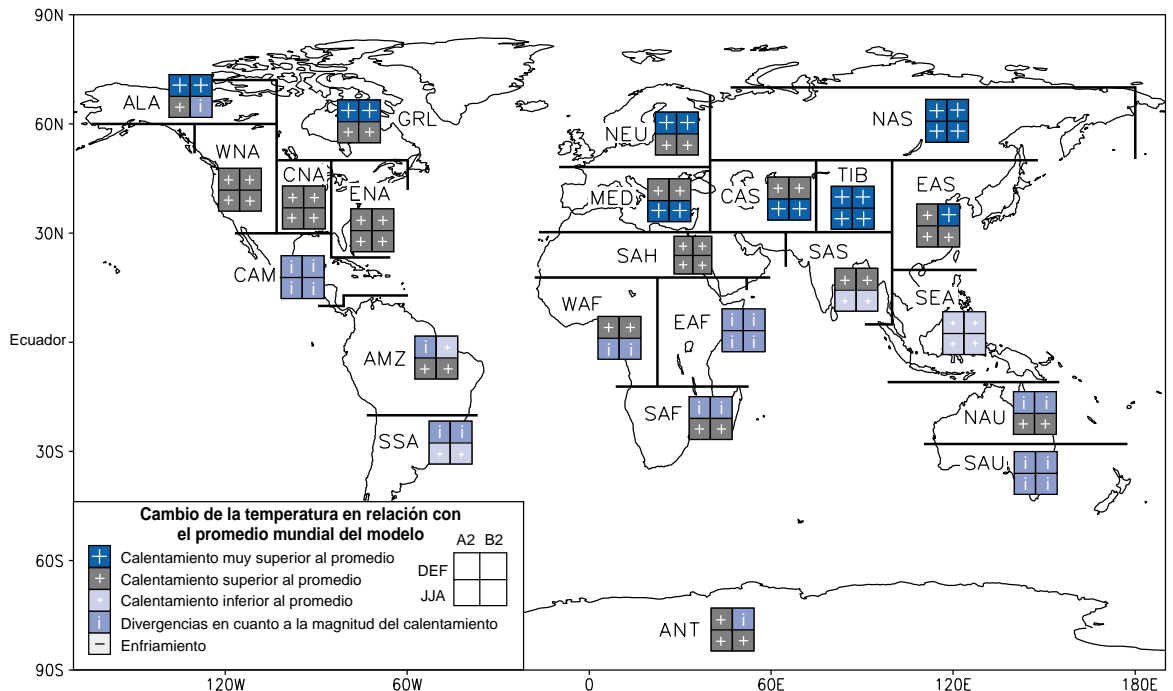 90N
ALA
+ +
+ i
GRL
+ +
+ +
NEU
+ +
+ +
NAS
+ +
+ +
60N
WNA
+ +
+ +
CNA
+ +
+ +
ENA
+ +
+ +
MED
+ +
+ +
CAS
+ +
+ +
TIB
+ +
+ +
EAS
+ +
+ +
30N
CAM
i i
i i
SAH
+ +
+ +
SAS
+ +
+ +
WAF
+ +
i i
EAF
i i
i i
SEA
+ +
+ +
Ecuador
AMZ
i +
+ +
SAF
i i
+ +
NAU
i i
+ +
30S
SSA
i i
+ +
SAU
i i
i i
Cambio de la temperatura en relación con
el promedio mundial del modelo
+ Calentamiento muy superior al promedio
+ Calentamiento superior al promedio
+ Calentamiento inferior al promedio
i Divergencias en cuanto a la magnitud del calentamiento
– Enfriamiento
A2 B2
DEF
JJA
60S
ANT
+ i
+ +
90S
120W 60W 0 60E 120E 180E